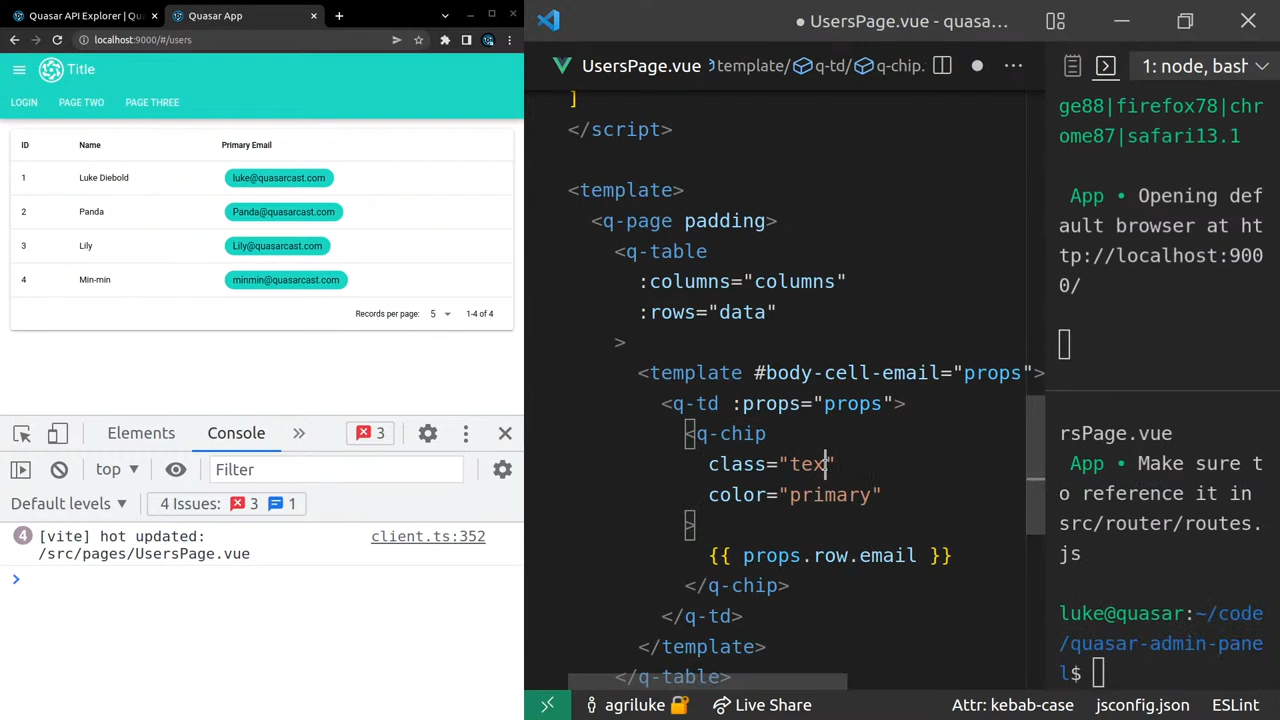 Quasar API Explorer | Qu
Quasar App
localhost:9000/#/users
Title
LOGIN PAGE TWO PAGE THREE
ID Name Primary Email
1 Luke Diebold luke@quasarcast.com
2 Panda Panda@quasarcast.com
3 Lily Lily@quasarcast.com
4 Min-min minmin@quasarcast.com
Records per page: 5 1-4 of 4
Elements Console 3
top Filter
Default levels 4 Issues: 3 1
4 [vite] hot updated: client.ts:352
/src/pages/UsersPage.vue
● UsersPage.vue - quasa...
UsersPage.vue template/ q-td/ q-chip. ...
]
</script>
<template>
<q-page padding>
<q-table
:columns="columns"
:rows="data"
>
<template #body-cell-email="props">
<q-td :props="props">
<q-chip
class="tex"
color="primary"
>
{{ props.row.email }}
</q-chip>
</q-td>
</template>
</q-table>
1: node, bash
ge88|firefox78|chr
ome87|safari13.1
App • Opening def
ault browser at ht
tp://localhost:900
0/
rsPage.vue
App • Make sure t
o reference it in
src/router/routes.
js
luke@quasar:~/code
/quasar-admin-pane
l$
agriluke Live Share Attr: kebab-case jsconfig.json ESLint